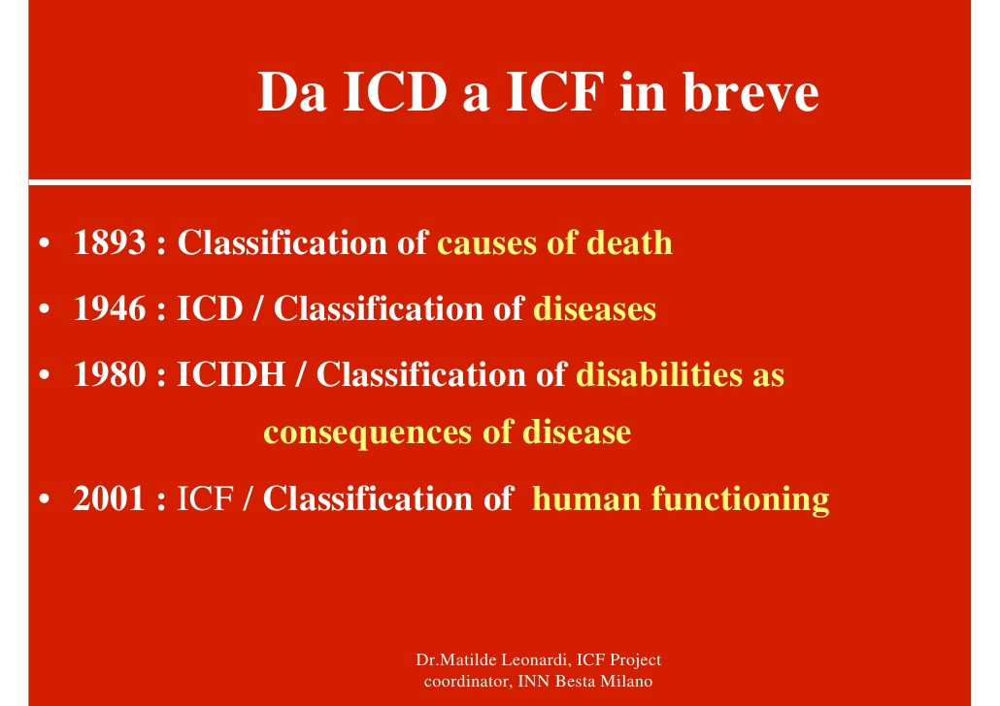 Da ICD a ICF in breve
• 1893 : Classification of causes of death
• 1946 : ICD / Classification of diseases
• 1980 : ICIDH / Classification of disabilities as
consequences of disease
• 2001 : ICF / Classification of human functioning
Dr.Matilde Leonardi, ICF Project
coordinator, INN Besta Milano